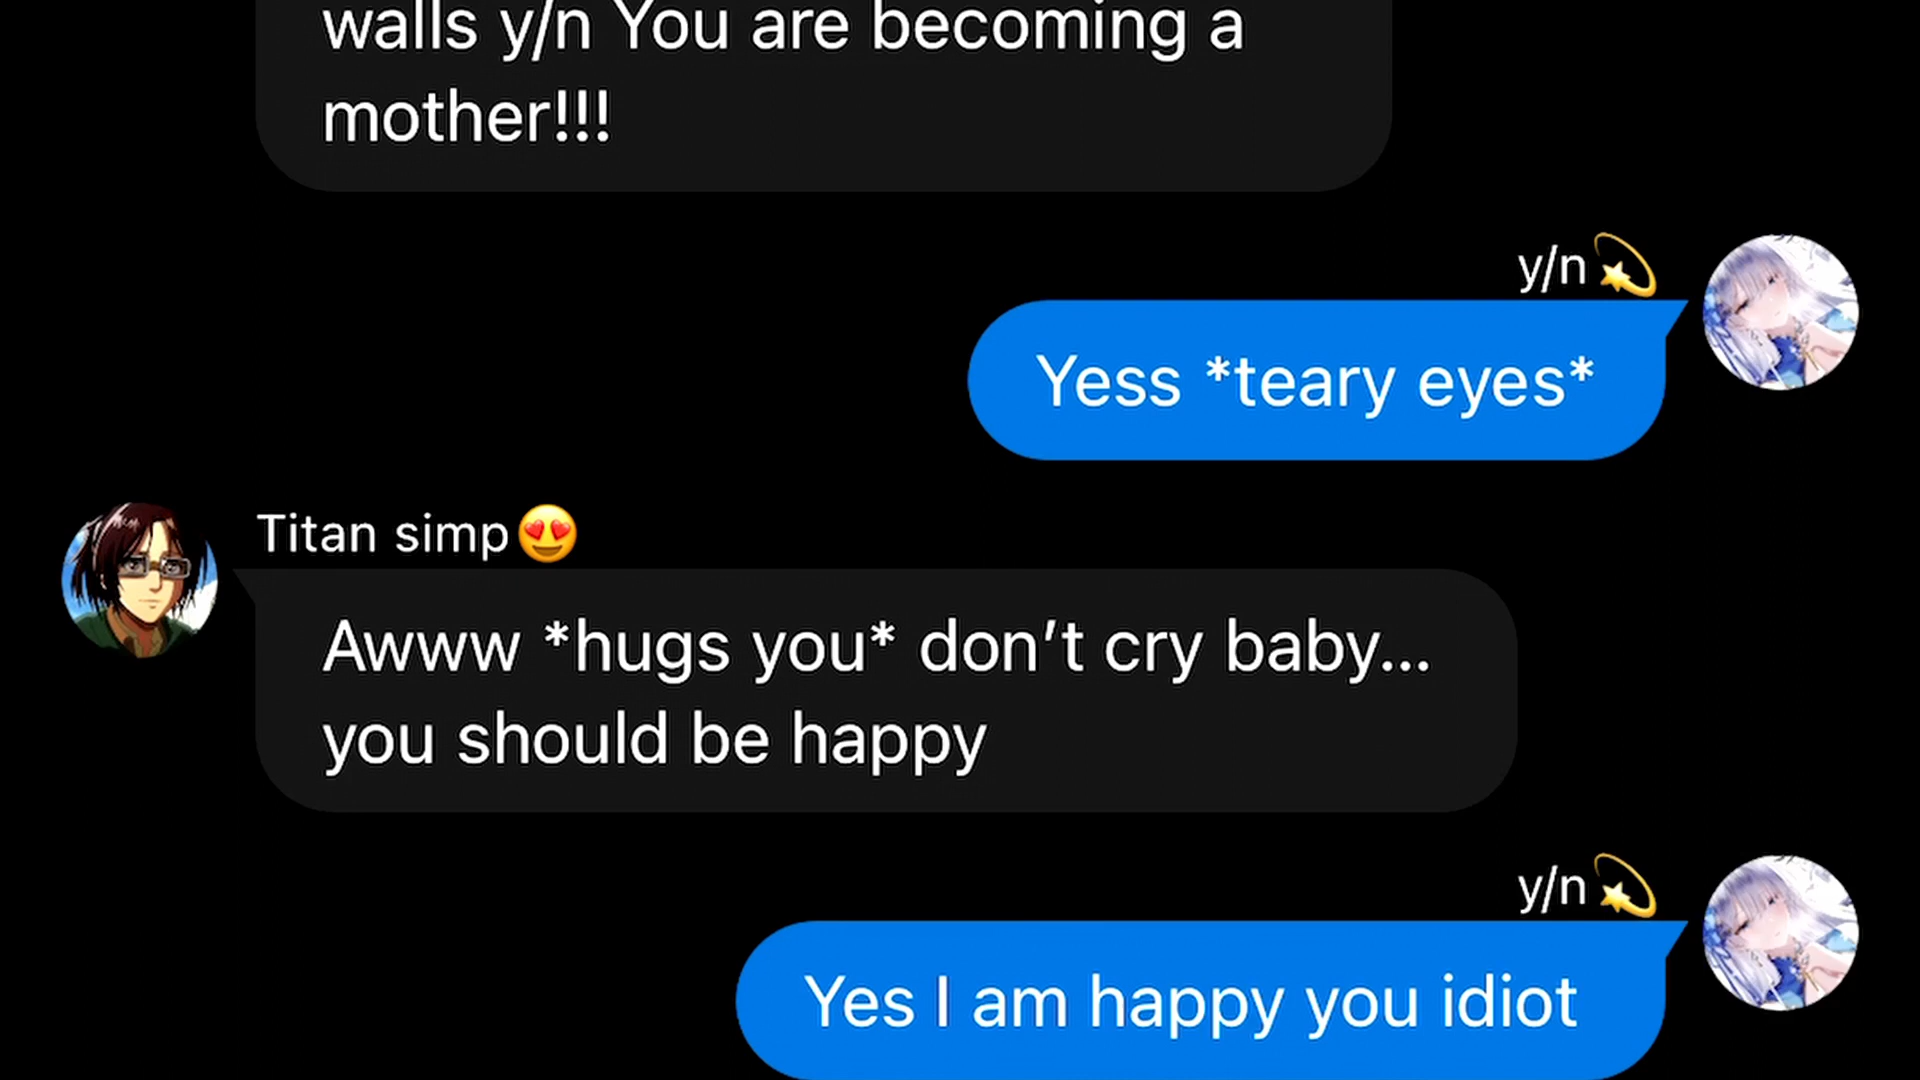 walls y/n You are becoming a
mother!!!
y/n💫
Yess *teary eyes*
Titan simp😍
Awww *hugs you* don't cry baby...
you should be happy
y/n💫
Yes I am happy you idiot